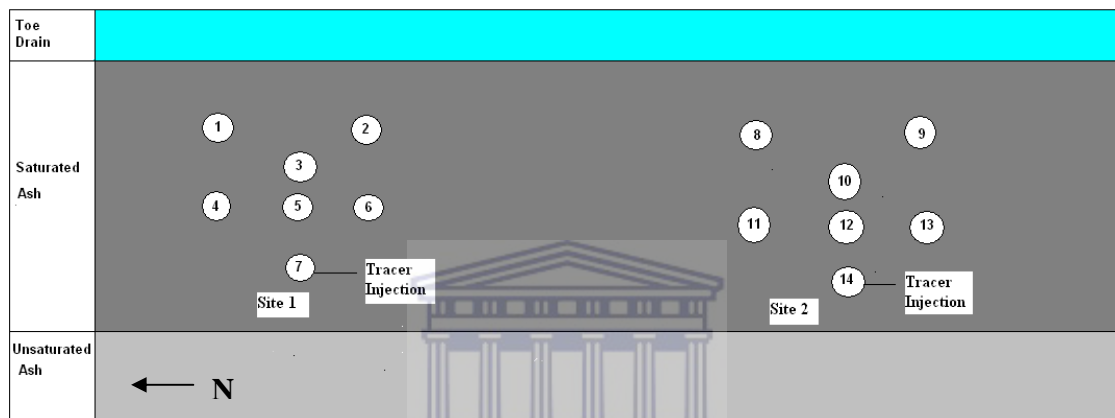 Toe
Drain
1
2
8
9
3
10
Saturated
Ash
4
5
6
11
12
13
7
Tracer
Injection
14
Tracer
Injection
Site 1
Site 2
Unsaturated
Ash
N